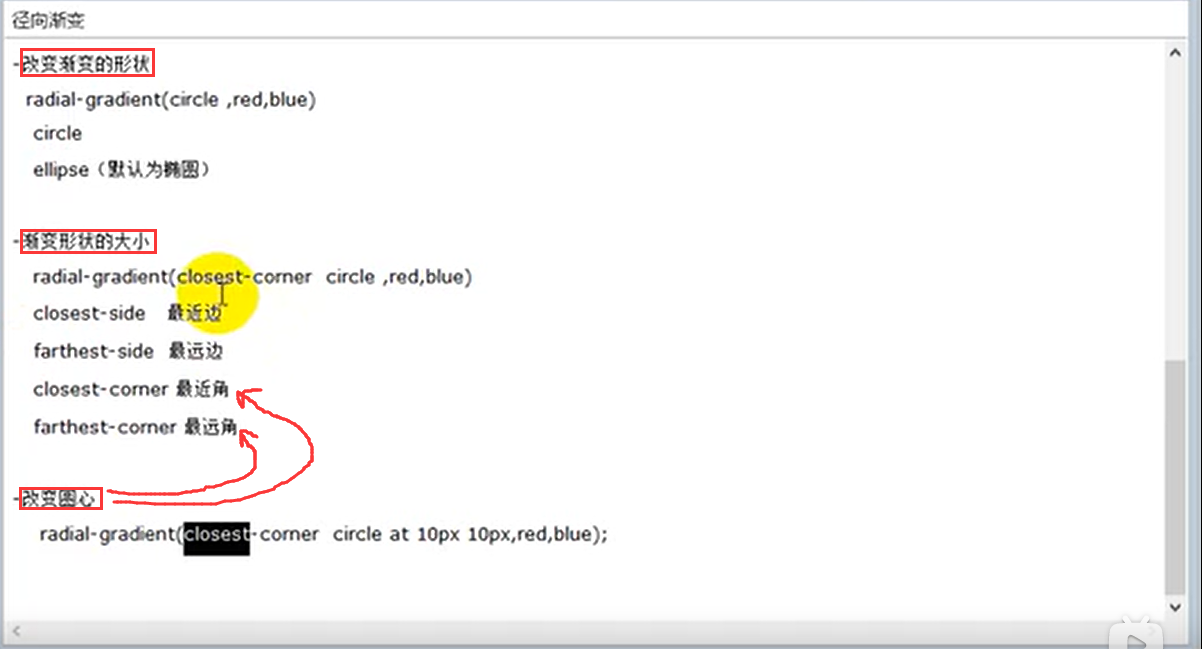 径向渐变
-改变渐变的形状
radial-gradient(circle ,red,blue)
circle
ellipse（默认为椭圆）
-渐变形状的大小
radial-gradient(closest-corner  circle ,red,blue)
closest-side  最近边
farthest-side  最远边
closest-corner 最近角
farthest-corner 最远角
-改变圆心
radial-gradient(closest-corner  circle at 10px 10px,red,blue);